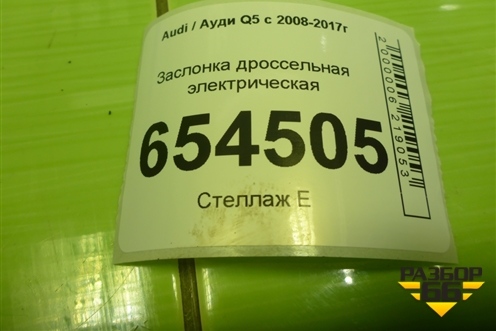 Audi / Ауди Q5 с 2008-2017г
Заслонка дроссельная
электрическая
654505
Стеллаж Е
2000006219053
РАЗБОР
66